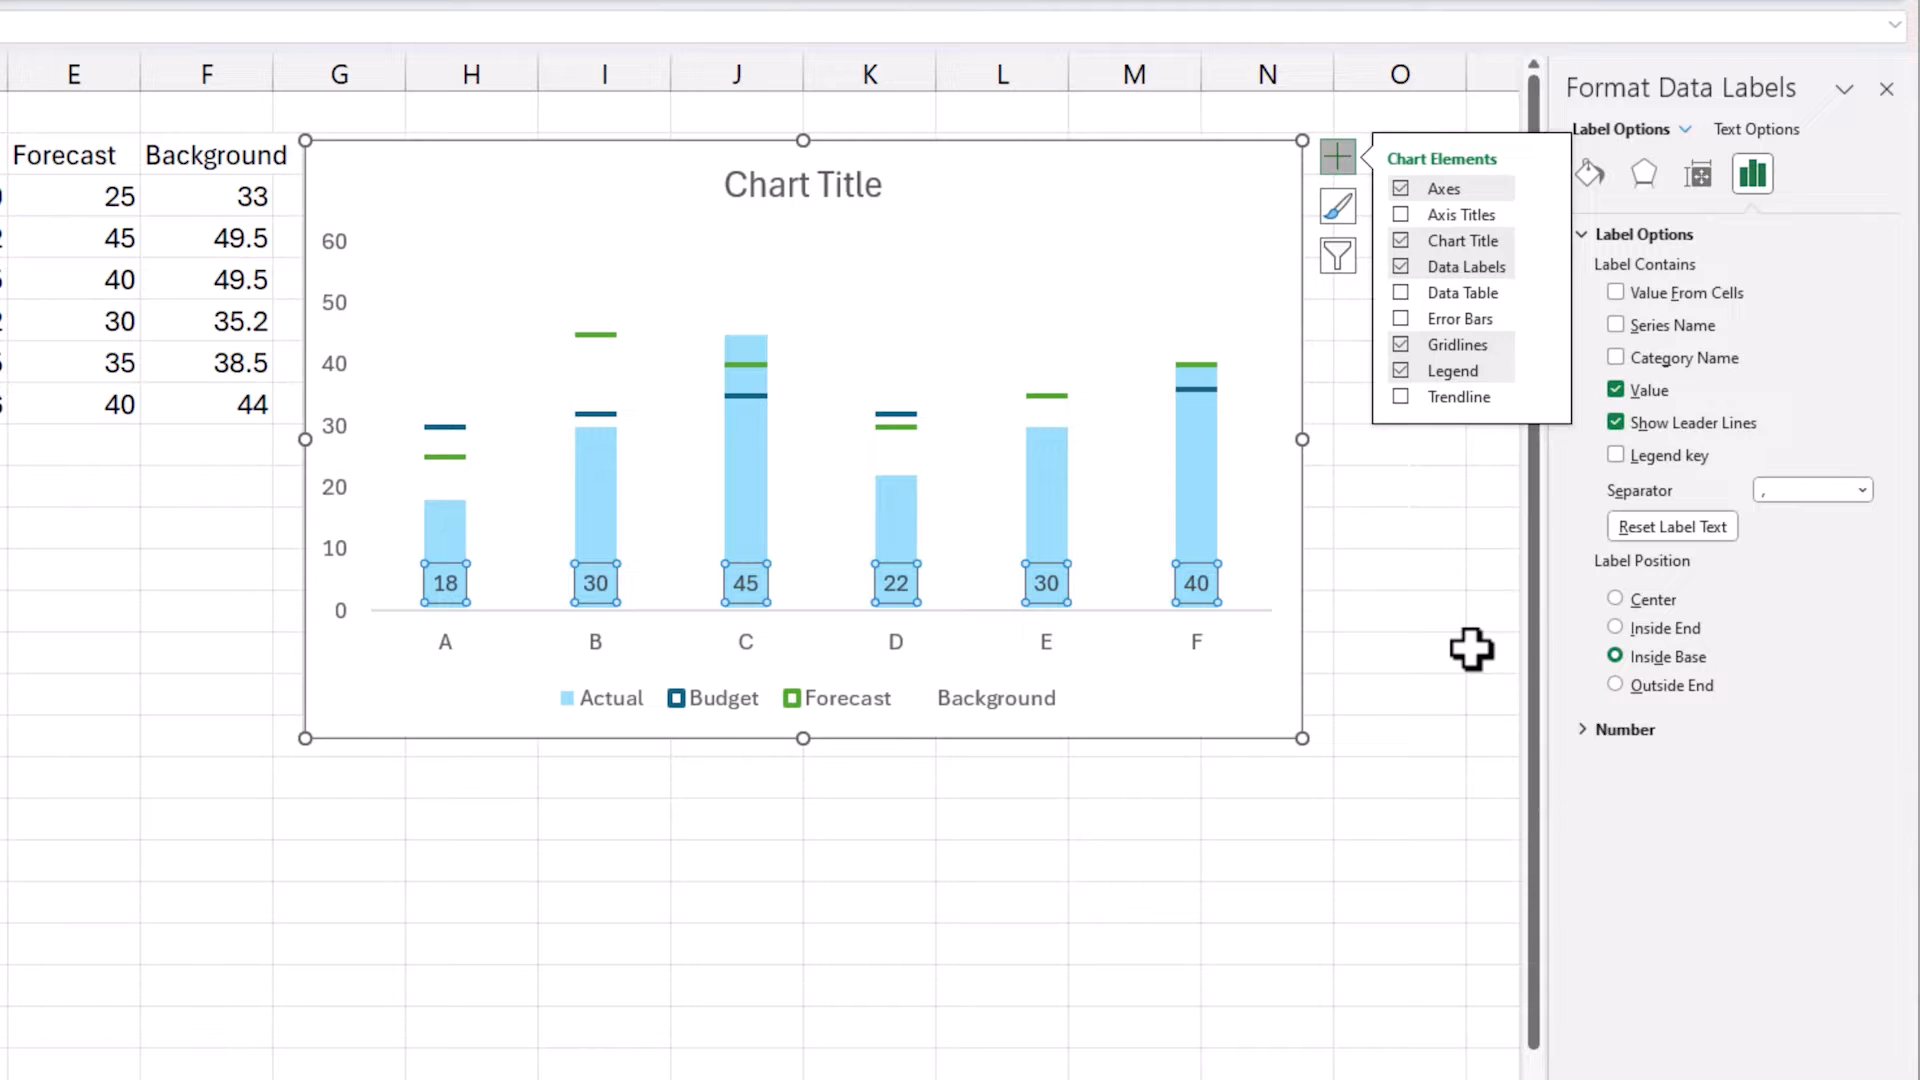 E F G H I J K L M N O
Forecast Background
25 33
45 49.5
40 49.5
30 35.2
35 38.5
40 44
Chart Title
60
50
40
30
20
10
0
18 30 45 22 30 40
A B C D E F
Actual Budget Forecast Background
Chart Elements
Axes
Axis Titles
Chart Title
Data Labels
Data Table
Error Bars
Gridlines
Legend
Trendline
Format Data Labels
Label Options Text Options
Label Options
Label Contains
Value From Cells
Series Name
Category Name
Value
Show Leader Lines
Legend key
Separator ,
Reset Label Text
Label Position
Center
Inside End
Inside Base
Outside End
Number